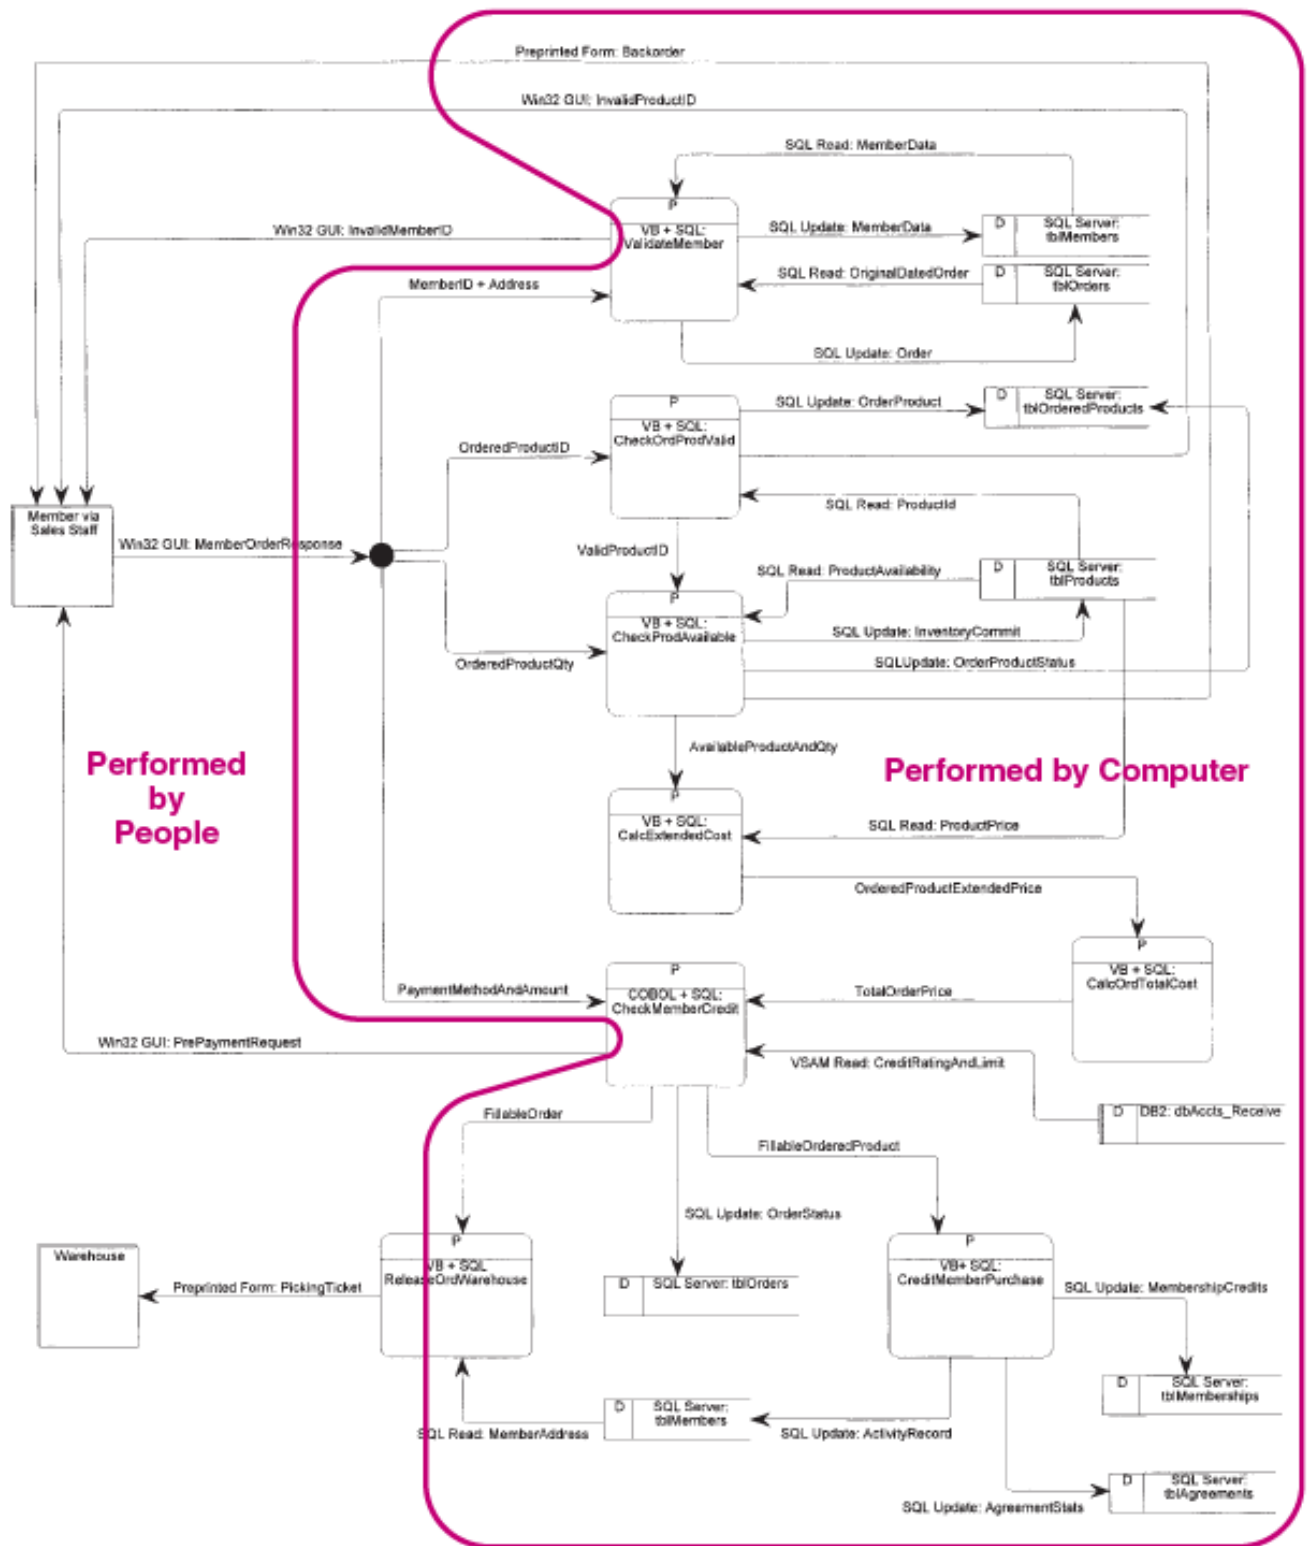 Preprinted Form: Backorder
Win32 GUI: InvalidProductID
SQL Read: MemberData
P
VB + SQL:
ValidateMember
Win32 GUI: InvalidMemberID
SQL Update: MemberData
D
SQL Server:
tblMembers
SQL Read: OriginalDatedOrder
D
SQL Server:
tblOrders
MemberID + Address
SQL Update: Order
P
VB + SQL:
CheckOrdProdValid
SQL Update: OrderProduct
D
SQL Server:
tblOrderedProducts
OrderedProductID
SQL Read: ProductId
Member via
Sales Staff
Win32 GUI: MemberOrderResponse
ValidProductID
SQL Read: ProductAvailability
D
SQL Server:
tblProducts
P
VB + SQL:
CheckProdAvailable
SQL Update: InventoryCommit
OrderedProductQty
SQLUpdate: OrderProductStatus
AvailableProductAndQty
Performed
by
People
Performed by Computer
P
VB + SQL:
CalcExtendedCost
SQL Read: ProductPrice
OrderedProductExtendedPrice
P
VB + SQL:
CalcOrdTotalCost
P
COBOL + SQL:
CheckMemberCredit
PaymentMethodAndAmount
TotalOrderPrice
Win32 GUI: PrePaymentRequest
VSAM Read: CreditRatingAndLimit
FillableOrder
D
DB2: dbAccts_Receive
FillableOrderedProduct
SQL Update: OrderStatus
Warehouse
P
VB + SQL
ReleaseOrdWarehouse
Preprinted Form: PickingTicket
D
SQL Server: tblOrders
P
VB+ SQL:
CreditMemberPurchase
SQL Update: MembershipCredits
D
SQL Server:
tblMemberships
SQL Read: MemberAddress
D
SQL Server:
tblMembers
SQL Update: ActivityRecord
D
SQL Server:
tblAgreements
SQL Update: AgreementStats